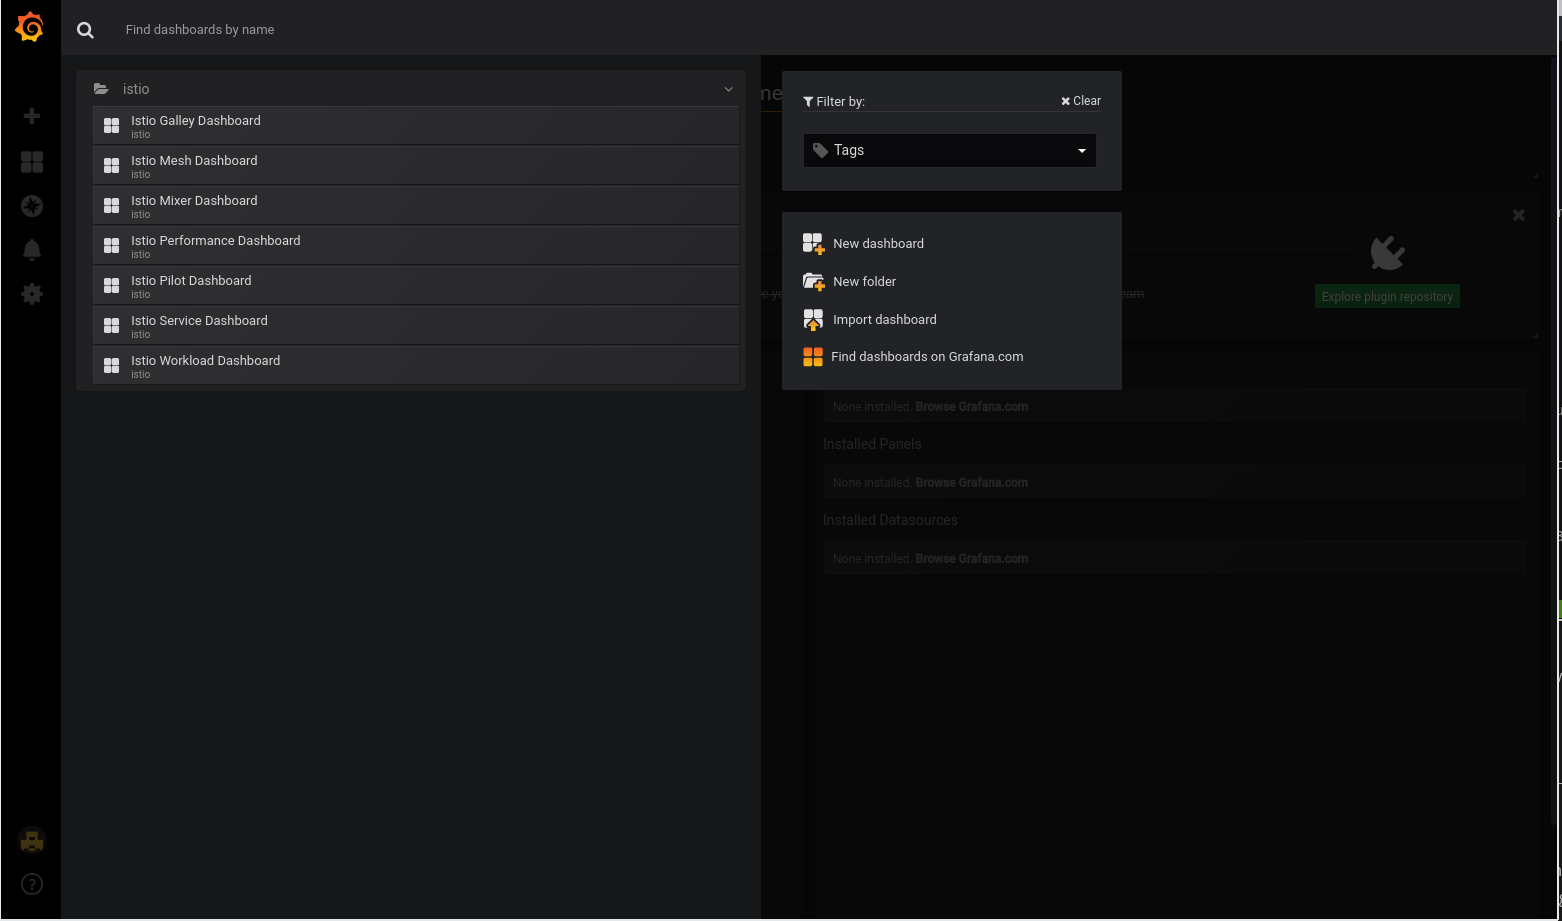 Find dashboards by name
istio
Istio Galley Dashboard
istio
Istio Mesh Dashboard
istio
Istio Mixer Dashboard
istio
Istio Performance Dashboard
istio
Istio Pilot Dashboard
istio
Istio Service Dashboard
istio
Istio Workload Dashboard
istio
Filter by:
Clear
Tags
New dashboard
New folder
Import dashboard
Find dashboards on Grafana.com
Explore plugin repository
None installed. Browse Grafana.com
Installed Panels
None installed. Browse Grafana.com
Installed Datasources
None installed. Browse Grafana.com
?